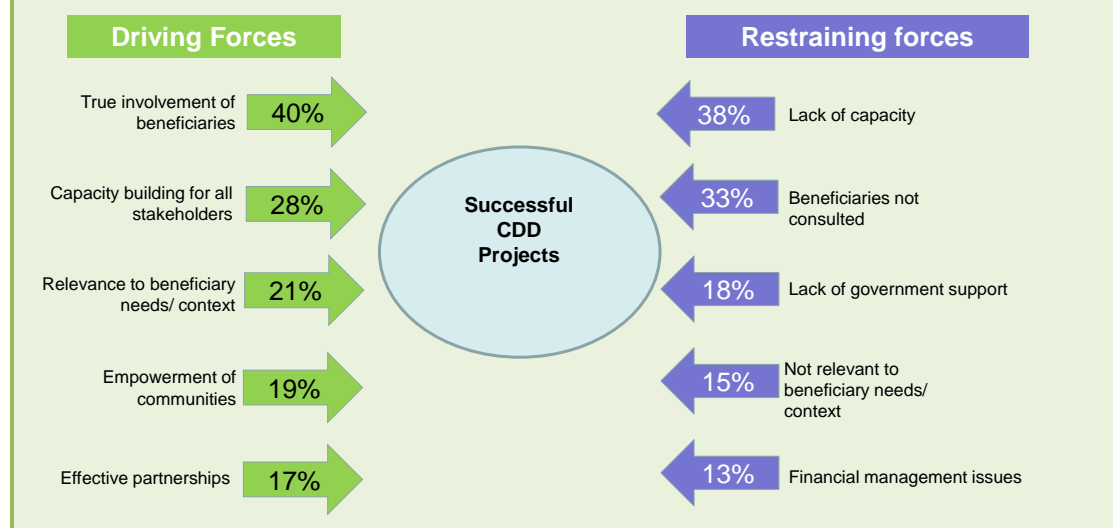 Driving Forces
Restraining forces
True involvement of
beneficiaries
40%
38%
Lack of capacity
Capacity building for all
stakeholders
28%
Successful
CDD
Projects
33%
Beneficiaries not
consulted
Relevance to beneficiary
needs/ context
21%
18%
Lack of government support
Empowerment of
communities
19%
15%
Not relevant to
beneficiary needs/
context
Effective partnerships
17%
13%
Financial management issues